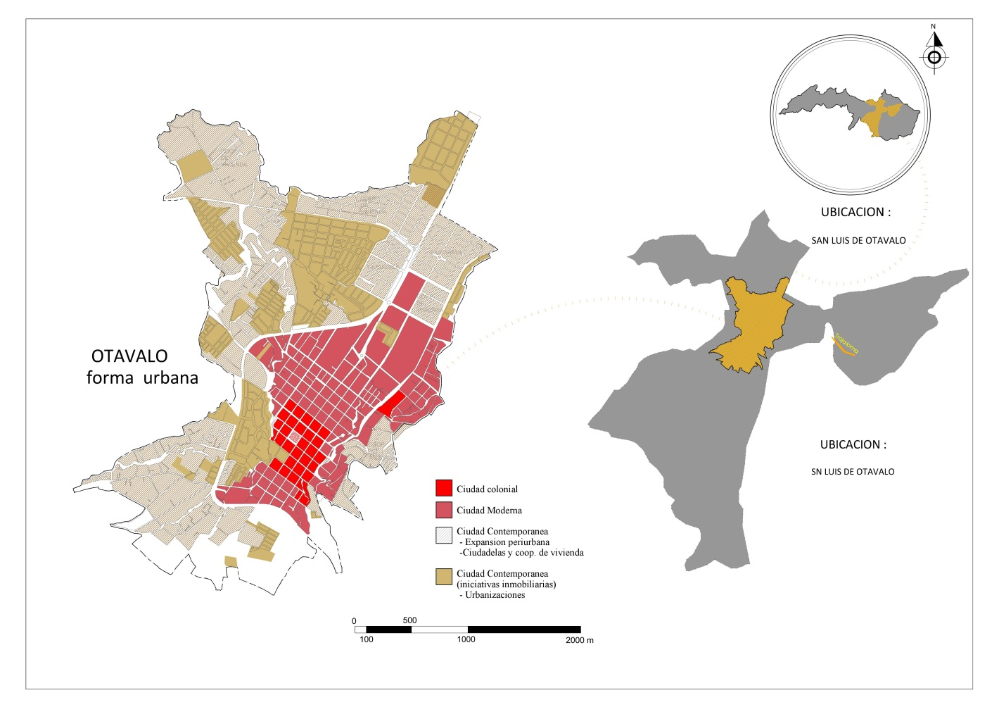 N
UBICACION :
SAN LUIS DE OTAVALO
OTAVALO
forma urbana
Trojaloma
UBICACION :
SN LUIS DE OTAVALO
Ciudad colonial
Ciudad Moderna
Ciudad Contemporanea
- Expansion periurbana
-Ciudadelas y coop. de vivienda
Ciudad Contemporanea
(iniciativas inmobiliarias)
- Urbanizaciones
0
500
100
1000
2000 m